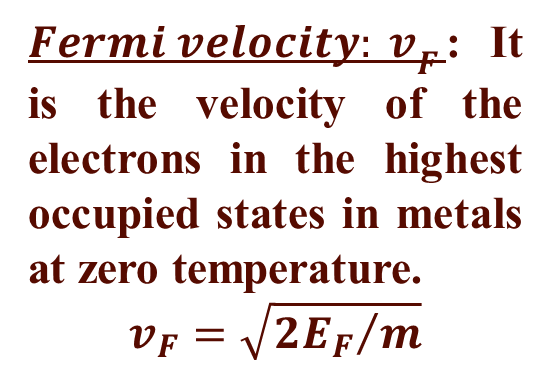 Fermi velocity: v_F: It
is the velocity of the
electrons in the highest
occupied states in metals
at zero temperature.
v_F = √2E_F/m